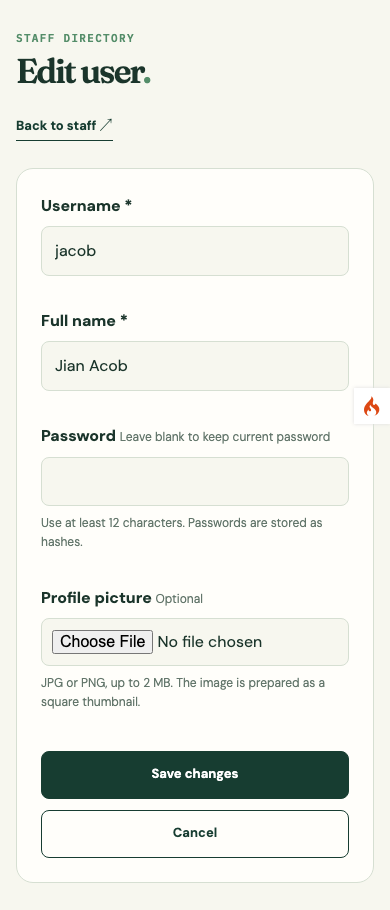 STAFF DIRECTORY
Edit user.
Back to staff ↗
Username *
jacob
Full name *
Jian Acob
Password Leave blank to keep current password
Use at least 12 characters. Passwords are stored as
hashes.
Profile picture Optional
Choose File No file chosen
JPG or PNG, up to 2 MB. The image is prepared as a
square thumbnail.
Save changes
Cancel